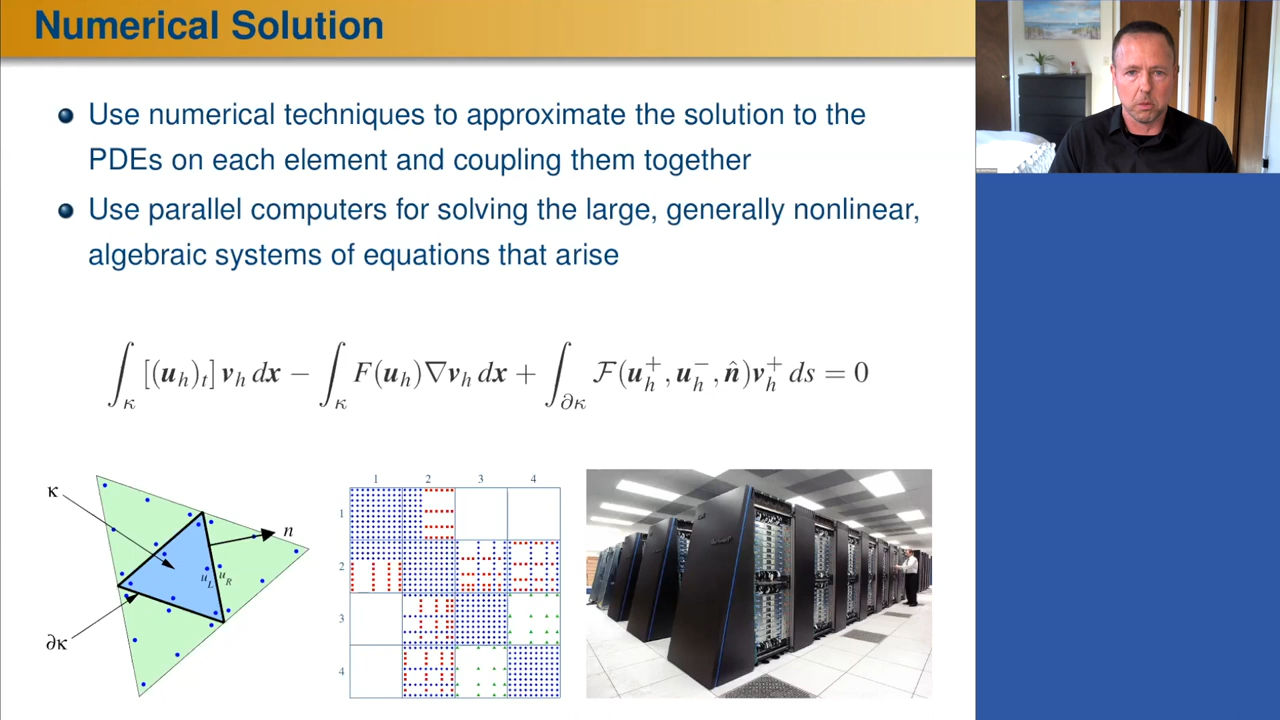 Numerical Solution
Use numerical techniques to approximate the solution to the
PDEs on each element and coupling them together
Use parallel computers for solving the large, generally nonlinear,
algebraic systems of equations that arise
∫_κ [(u_h)_t] v_h dx − ∫_κ F(u_h)∇v_h dx + ∫_∂κ ℱ(u_h^+, u_h^−, n̂)v_h^+ ds = 0
κ
n
u_L u_R
∂κ
1 2 3 4
1
2
3
4